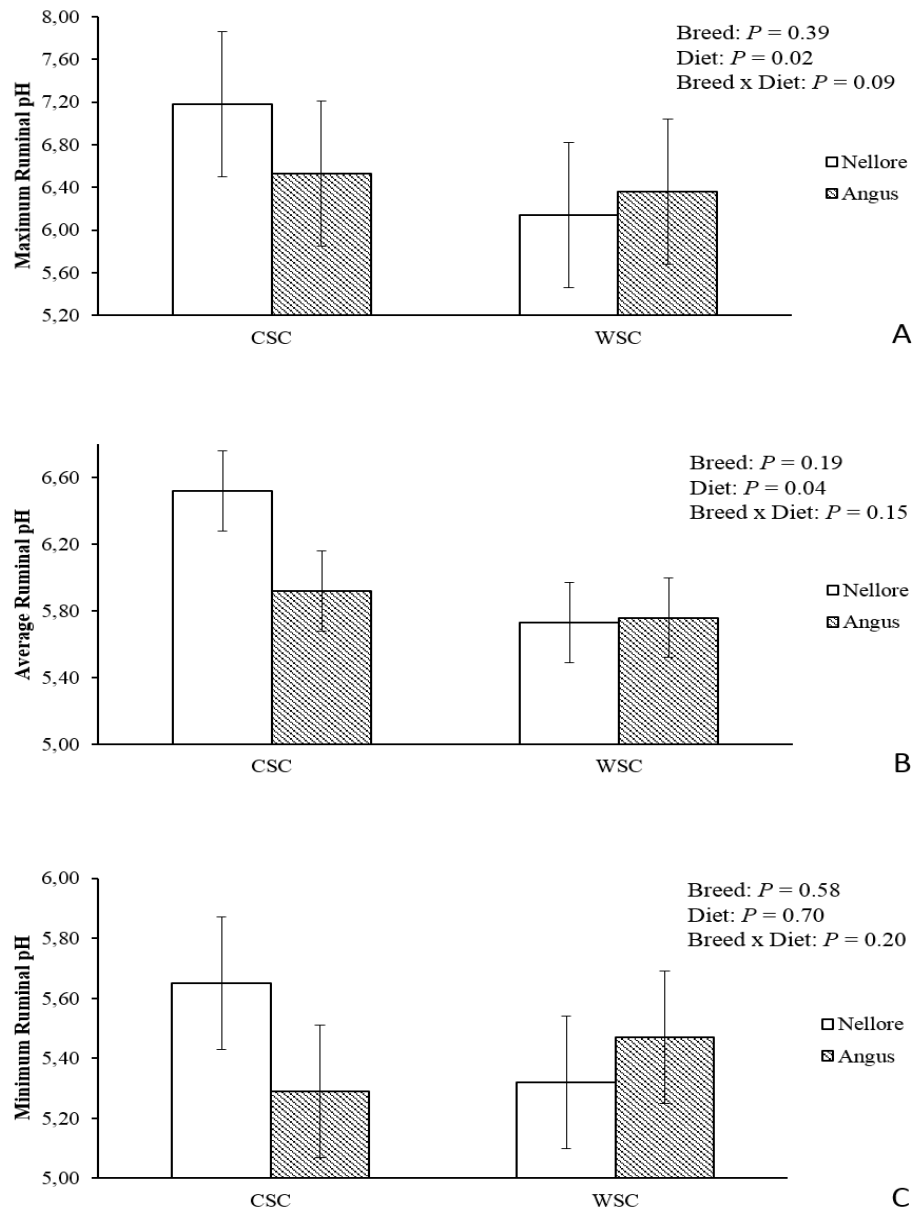 Maximum Ruminal pH
8,00
7,60
7,20
6,80
6,40
6,00
5,60
5,20
CSC
WSC
Breed: P = 0.39
Diet: P = 0.02
Breed x Diet: P = 0.09
Nellore
Angus
A
Average Ruminal pH
6,60
6,20
5,80
5,40
5,00
CSC
WSC
Breed: P = 0.19
Diet: P = 0.04
Breed x Diet: P = 0.15
Nellore
Angus
B
Minimum Ruminal pH
6,00
5,80
5,60
5,40
5,20
5,00
CSC
WSC
Breed: P = 0.58
Diet: P = 0.70
Breed x Diet: P = 0.20
Nellore
Angus
C